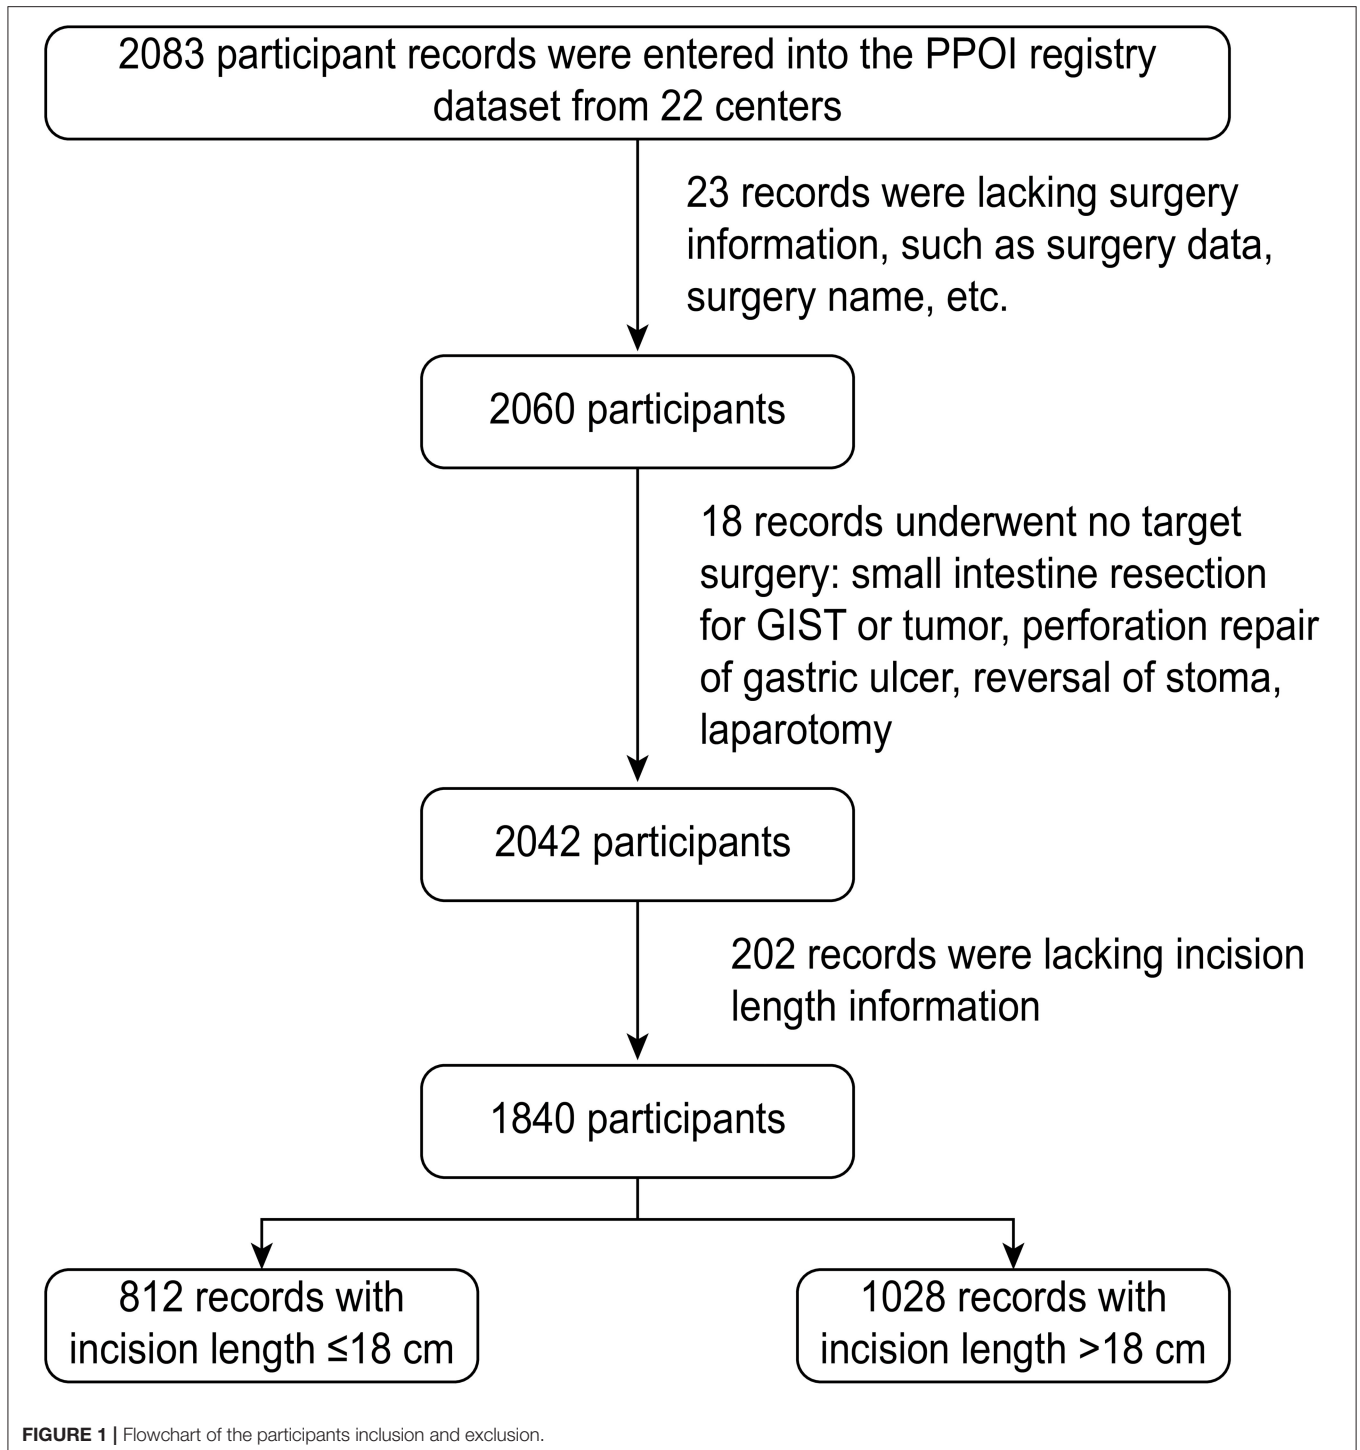 2083 participant records were entered into the PPOI registry
dataset from 22 centers
23 records were lacking surgery
information, such as surgery data,
surgery name, etc.
2060 participants
18 records underwent no target
surgery: small intestine resection
for GIST or tumor, perforation repair
of gastric ulcer, reversal of stoma,
laparotomy
2042 participants
202 records were lacking incision
length information
1840 participants
812 records with
incision length ≤18 cm
1028 records with
incision length >18 cm
FIGURE 1 | Flowchart of the participants inclusion and exclusion.